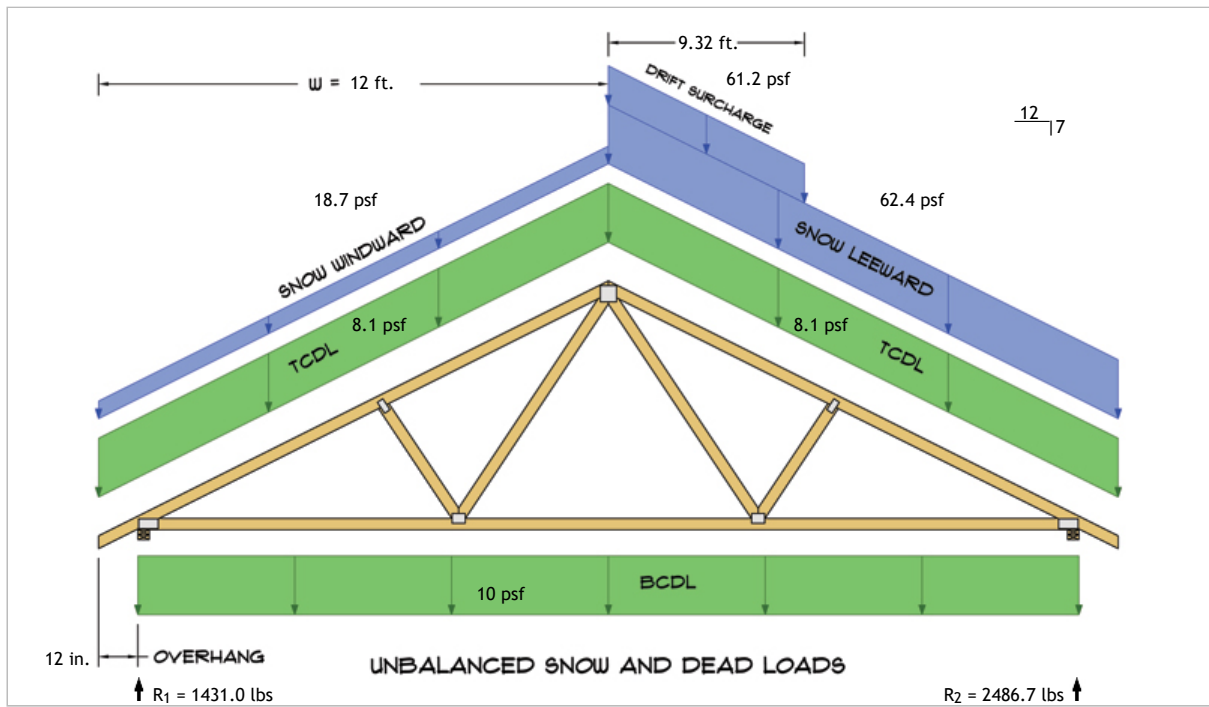 9.32 ft.
DRIFT SURCHARGE
61.2 psf
W = 12 ft.
12
7
18.7 psf
62.4 psf
SNOW WINDWARD
SNOW LEEWARD
8.1 psf
8.1 psf
TCDL
TCDL
10 psf
BCDL
12 in.
OVERHANG
UNBALANCED SNOW AND DEAD LOADS
R1 = 1431.0 lbs
R2 = 2486.7 lbs